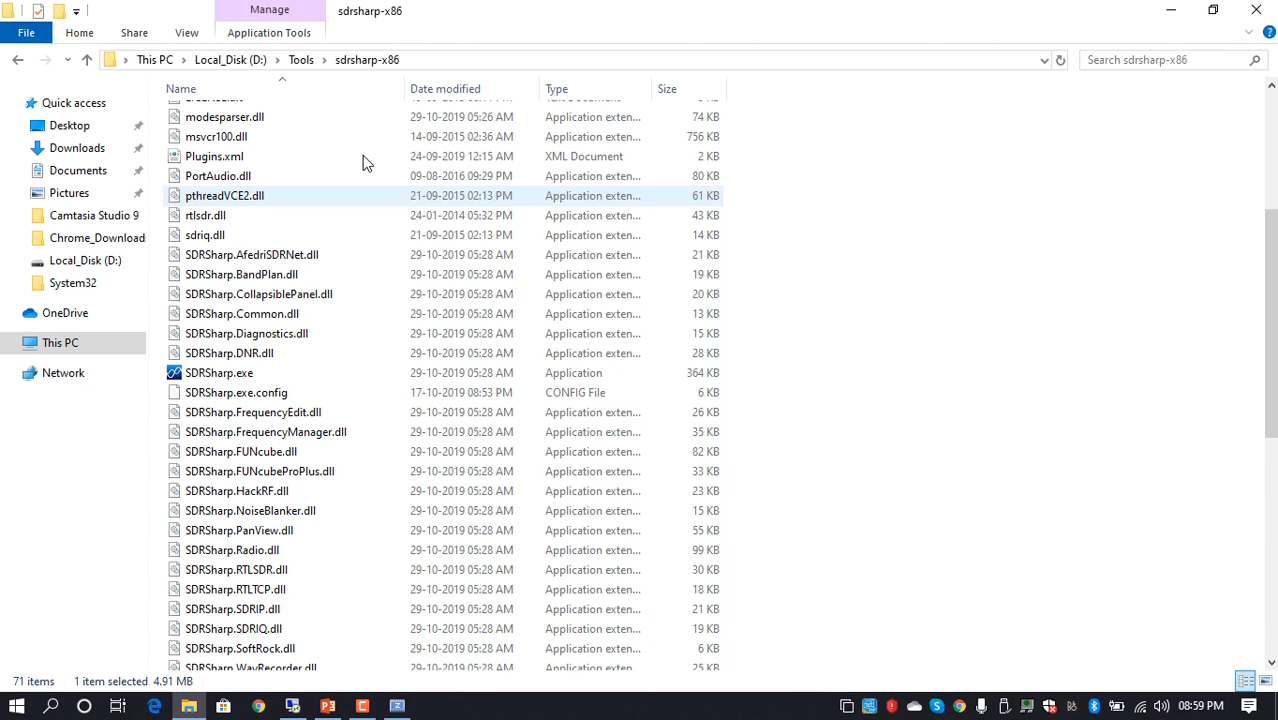 Manage
sdrsharp-x86
File
Home
Share
View
Application Tools
This PC
Local_Disk (D:)
Tools
sdrsharp-x86
Search sdrsharp-x86
Name
Date modified
Type
Size
Quick access
Desktop
Downloads
Documents
Pictures
Camtasia Studio 9
Chrome_Download
Local_Disk (D:)
System32
OneDrive
This PC
Network
modesparser.dll 29-10-2019 05:26 AM Application exten... 74 KB
msvcr100.dll 14-09-2015 02:36 AM Application exten... 756 KB
Plugins.xml 24-09-2019 12:15 AM XML Document 2 KB
PortAudio.dll 09-08-2016 09:29 PM Application exten... 80 KB
pthreadVCE2.dll 21-09-2015 02:13 PM Application exten... 61 KB
rtlsdr.dll 24-01-2014 05:32 PM Application exten... 43 KB
sdriq.dll 21-09-2015 02:13 PM Application exten... 14 KB
SDRSharp.AfedriSDRNet.dll 29-10-2019 05:28 AM Application exten... 21 KB
SDRSharp.BandPlan.dll 29-10-2019 05:28 AM Application exten... 19 KB
SDRSharp.CollapsiblePanel.dll 29-10-2019 05:28 AM Application exten... 20 KB
SDRSharp.Common.dll 29-10-2019 05:28 AM Application exten... 13 KB
SDRSharp.Diagnostics.dll 29-10-2019 05:28 AM Application exten... 15 KB
SDRSharp.DNR.dll 29-10-2019 05:28 AM Application exten... 28 KB
SDRSharp.exe 29-10-2019 05:28 AM Application 364 KB
SDRSharp.exe.config 17-10-2019 08:53 PM CONFIG File 6 KB
SDRSharp.FrequencyEdit.dll 29-10-2019 05:28 AM Application exten... 26 KB
SDRSharp.FrequencyManager.dll 29-10-2019 05:28 AM Application exten... 35 KB
SDRSharp.FUNcube.dll 29-10-2019 05:28 AM Application exten... 82 KB
SDRSharp.FUNcubeProPlus.dll 29-10-2019 05:28 AM Application exten... 33 KB
SDRSharp.HackRF.dll 29-10-2019 05:28 AM Application exten... 23 KB
SDRSharp.NoiseBlanker.dll 29-10-2019 05:28 AM Application exten... 15 KB
SDRSharp.PanView.dll 29-10-2019 05:28 AM Application exten... 55 KB
SDRSharp.Radio.dll 29-10-2019 05:28 AM Application exten... 99 KB
SDRSharp.RTLSDR.dll 29-10-2019 05:28 AM Application exten... 30 KB
SDRSharp.RTLTCP.dll 29-10-2019 05:28 AM Application exten... 18 KB
SDRSharp.SDRIP.dll 29-10-2019 05:28 AM Application exten... 21 KB
SDRSharp.SDRIQ.dll 29-10-2019 05:28 AM Application exten... 19 KB
SDRSharp.SoftRock.dll 29-10-2019 05:28 AM Application exten... 6 KB
SDRSharp.WavRecorder.dll 29-10-2019 05:28 AM Application exten... 25 KB
71 items 1 item selected 4.91 MB
08:59 PM